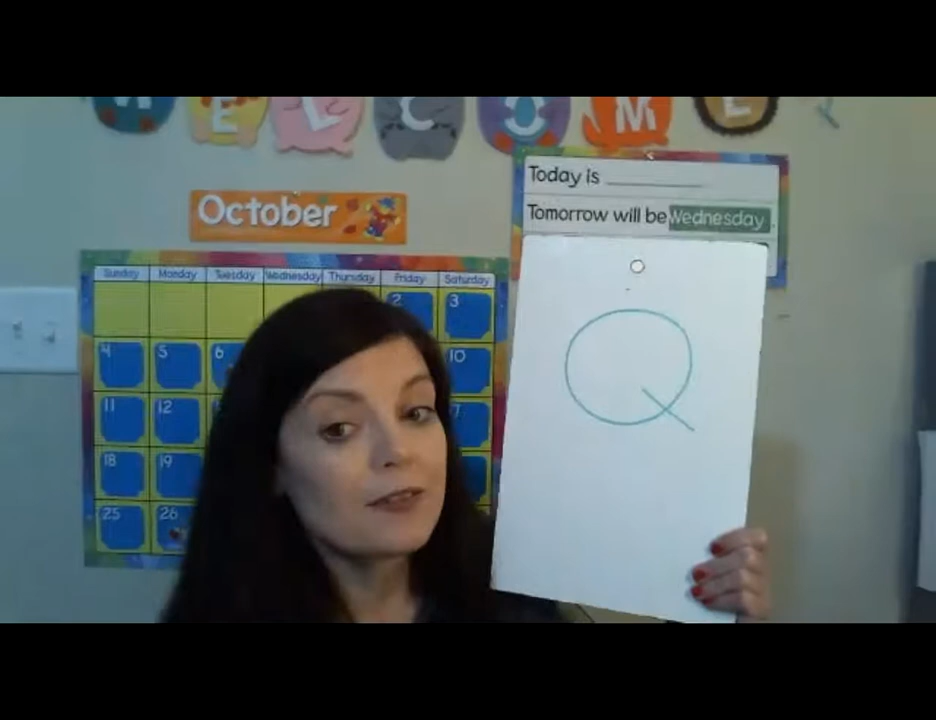 W E L C O M E
Today is
Tomorrow will be Wednesday
October
Sunday Monday Tuesday Wednesday Thursday Friday Saturday
2 3
4 5 6 10
11 12
18 19
25 26
Q